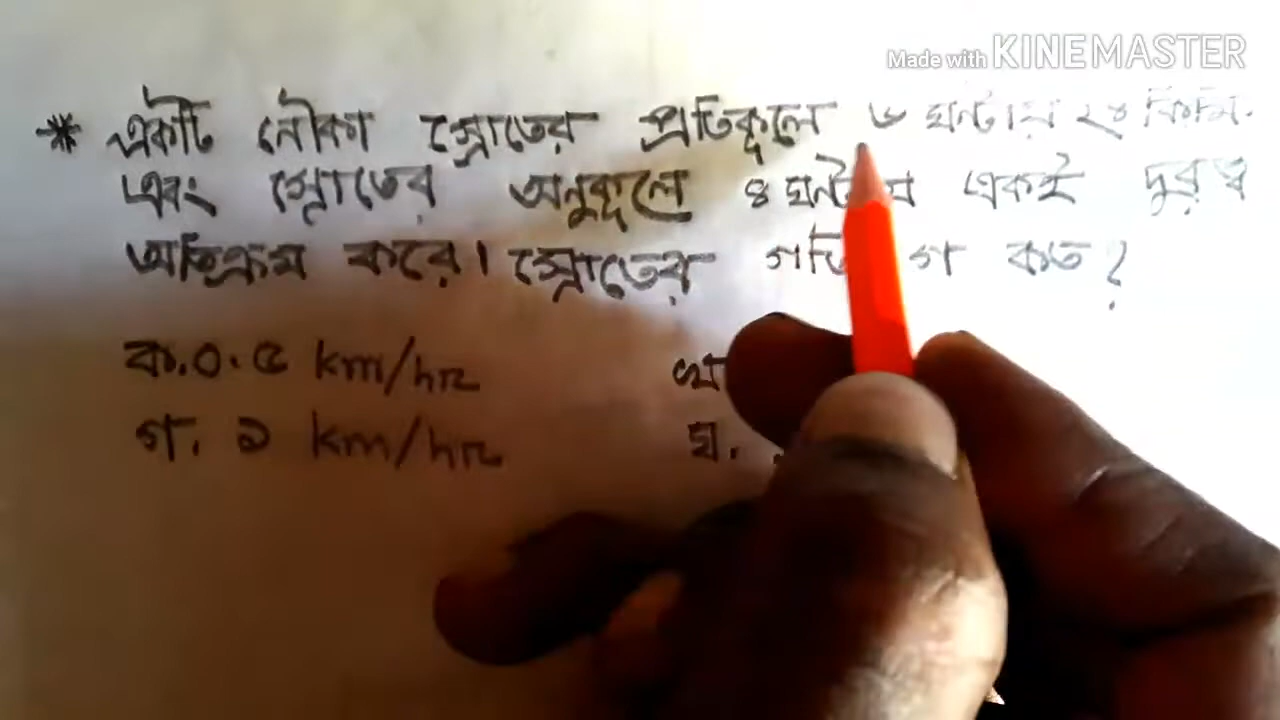 Made with KINEMASTER
* একটি নৌকা স্রোতের প্রতিকূলে ৬ ঘন্টায় ২৪ কিমি.
এবং স্রোতের অনুকূলে ৪ ঘন্টায় একই দুরত্ব
অতিক্রম করে। স্রোতের গতি গ কত?
ক. ০.৫ km/hr খ
গ. ১ km/hr ঘ.